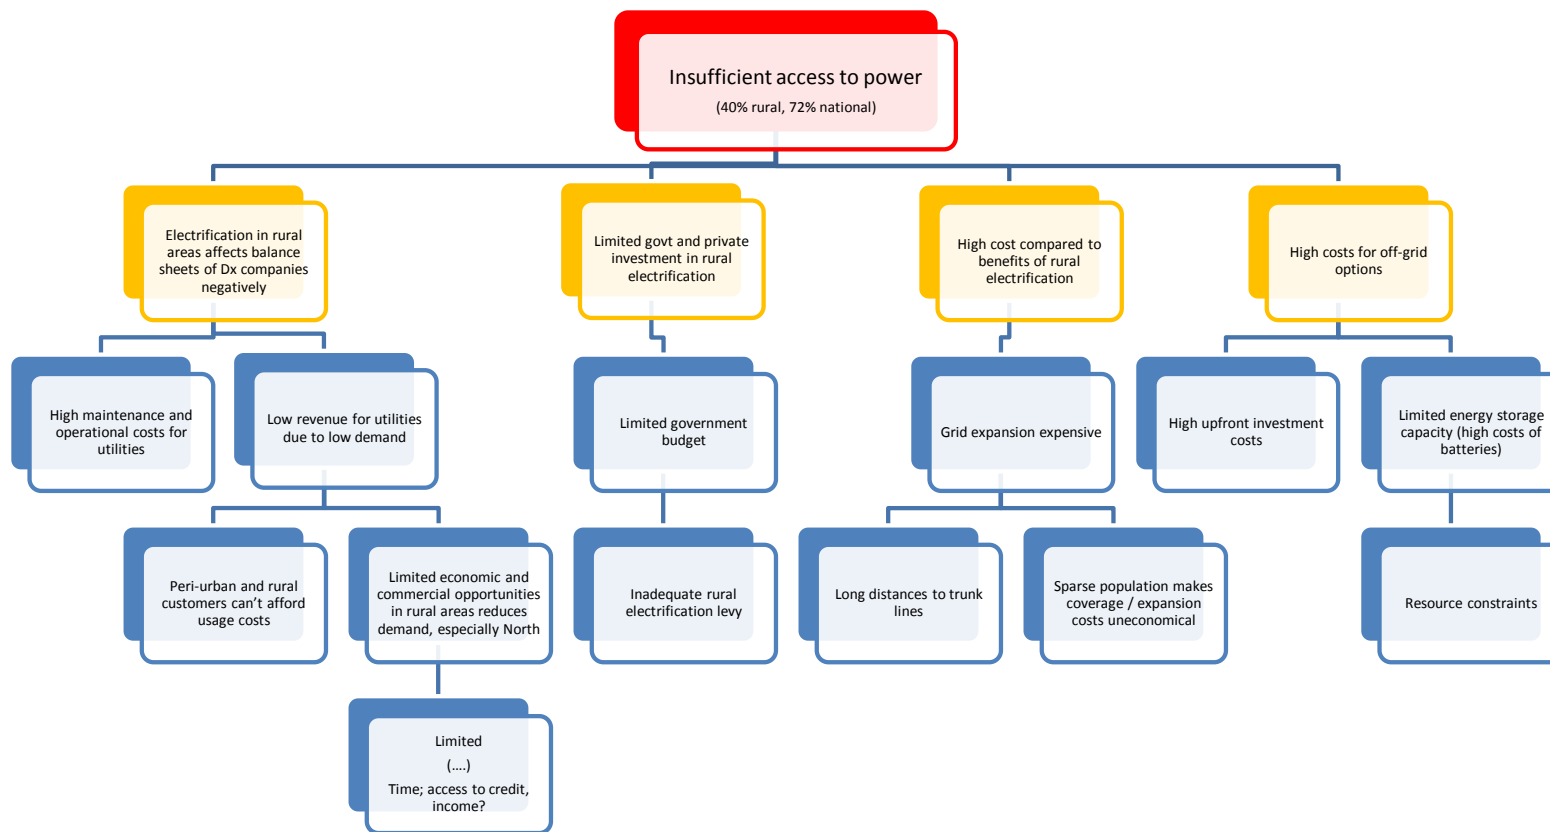 Insufficient access to power
(40% rural, 72% national)
Electrification in rural
areas affects balance
sheets of Dx companies
negatively
Limited govt and private
investment in rural
electrification
High cost compared to
benefits of rural
electrification
High costs for off-grid
options
High maintenance and
operational costs for
utilities
Low revenue for utilities
due to low demand
Limited government
budget
Grid expansion expensive
High upfront investment
costs
Limited energy storage
capacity (high costs of
batteries)
Peri-urban and rural
customers can’t afford
usage costs
Limited economic and
commercial opportunities
in rural areas reduces
demand, especially North
Inadequate rural
electrification levy
Long distances to trunk
lines
Sparse population makes
coverage / expansion
costs uneconomical
Resource constraints
Limited
(....)
Time; access to credit,
income?